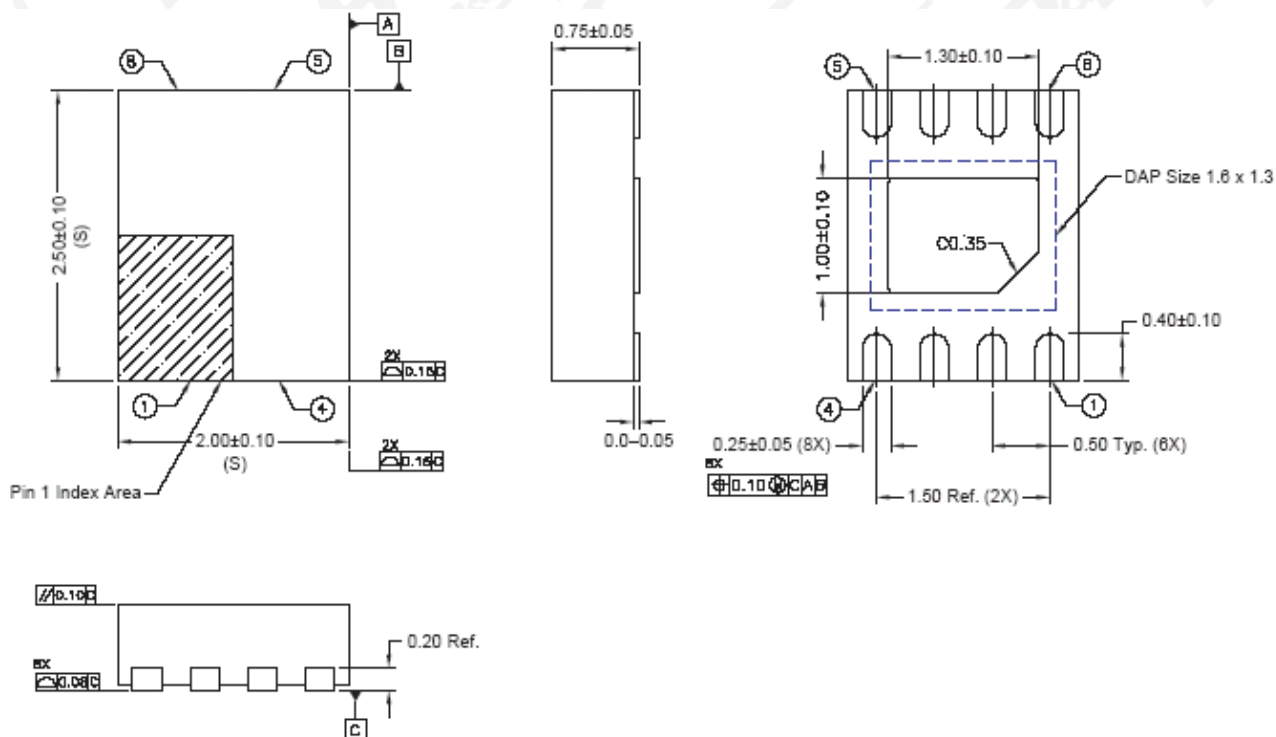 A
B
8
5
2.50±0.10
(S)
1
4
2.00±0.10
(S)
Pin 1 Index Area
2X
0.15 C
2X
0.15 C
0.75±0.05
0.0–0.05
5
1.30±0.10
8
DAP Size 1.6 x 1.3
1.00±0.10
C0.35
0.40±0.10
4
1
0.25±0.05 (8X)
0.50 Typ. (6X)
8X
0.10 M C A B
1.50 Ref. (2X)
// 0.10 C
8X
0.08 C
0.20 Ref.
C